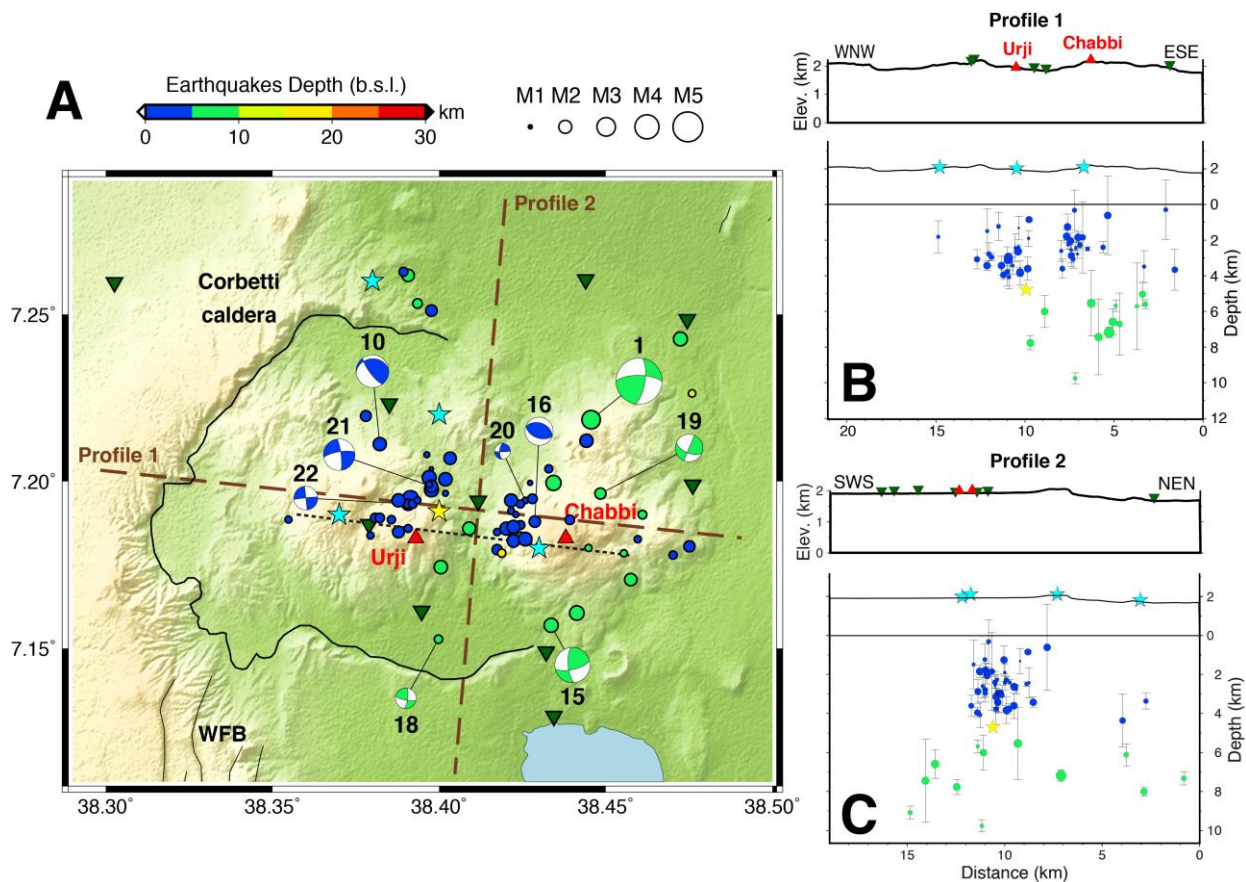 A
Earthquakes Depth (b.s.l.)
km
0 10 20 30
M1 M2 M3 M4 M5
Profile 2
Corbetti
caldera
7.25°
10
1
16
19
21
20
22
Profile 1
7.20°
Chabbi
Urji
7.15°
15
18
WFB
38.30° 38.35° 38.40° 38.45° 38.50°
Profile 1
WNW
Urji
Chabbi
ESE
Elev. (km)
2
0
2
0
2
4
6
8
10
12
Depth (km)
B
21 20 15 10 5 0
Profile 2
SWS
NEN
Elev. (km)
2
0
2
0
2
4
6
8
10
Depth (km)
C
15 10 5 0
Distance (km)